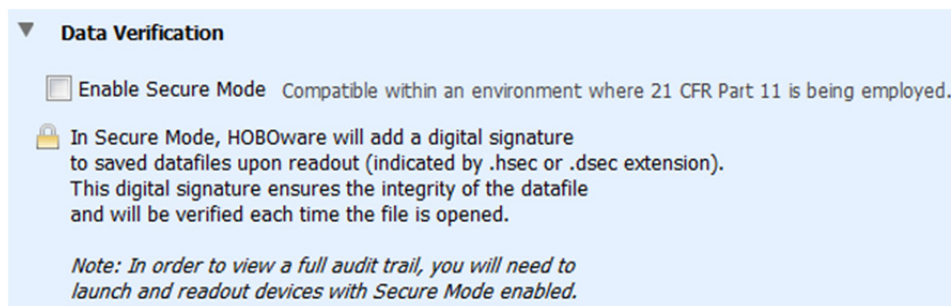 Data Verification
Enable Secure Mode Compatible within an environment where 21 CFR Part 11 is being employed.
In Secure Mode, HOBOware will add a digital signature
to saved datafiles upon readout (indicated by .hsec or .dsec extension).
This digital signature ensures the integrity of the datafile
and will be verified each time the file is opened.
Note: In order to view a full audit trail, you will need to
launch and readout devices with Secure Mode enabled.